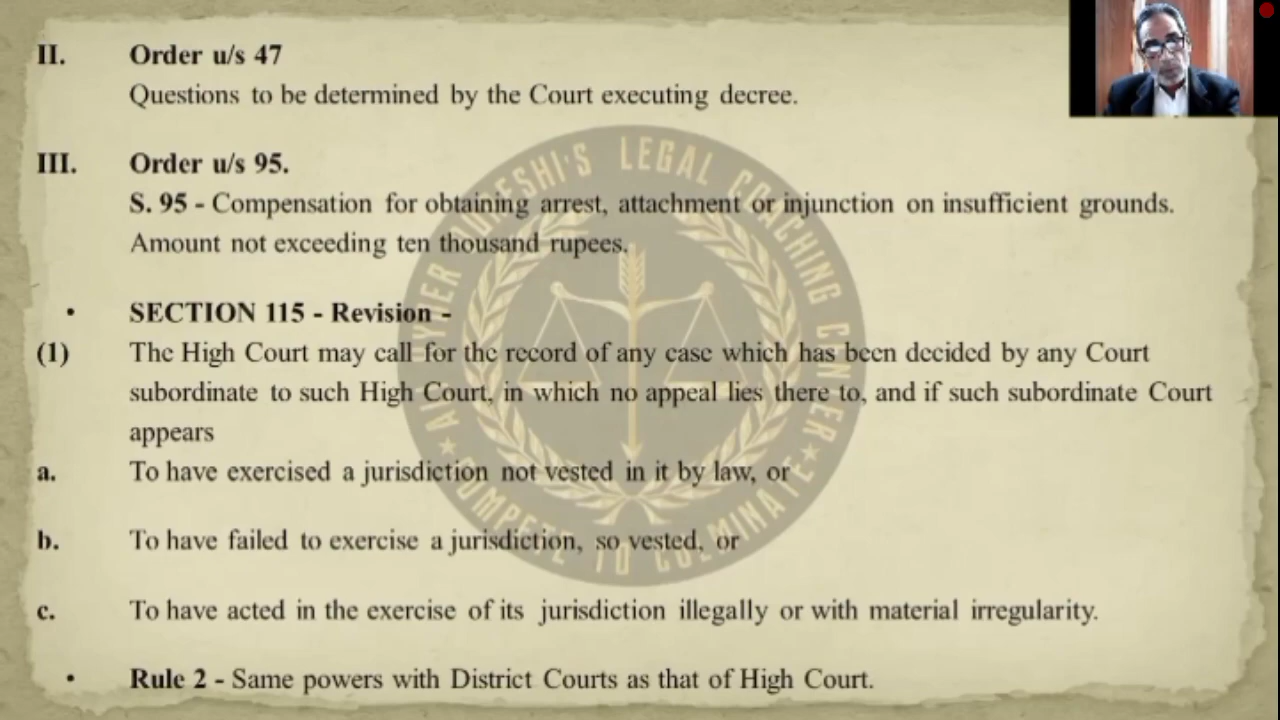 II. Order u/s 47
Questions to be determined by the Court executing decree.
III. Order u/s 95.
S. 95 - Compensation for obtaining arrest, attachment or injunction on insufficient grounds.
Amount not exceeding ten thousand rupees.
• SECTION 115 - Revision -
(1) The High Court may call for the record of any case which has been decided by any Court
subordinate to such High Court, in which no appeal lies there to, and if such subordinate Court
appears
a. To have exercised a jurisdiction not vested in it by law, or
b. To have failed to exercise a jurisdiction, so vested, or
c. To have acted in the exercise of its jurisdiction illegally or with material irregularity.
• Rule 2 - Same powers with District Courts as that of High Court.
LEGAL COACHING CENTER